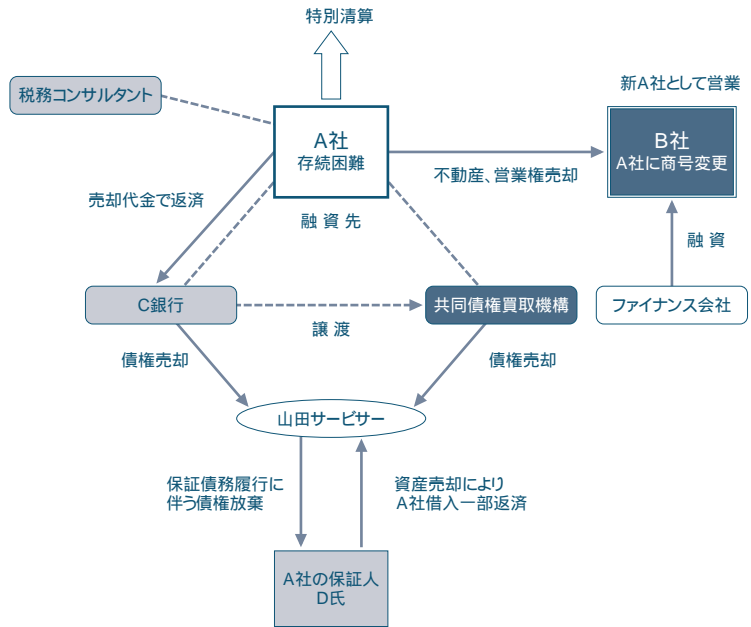 特別清算
税務コンサルタント
新A社として営業
A社
存続困難
B社
A社に商号変更
不動産、営業権売却
売却代金で返済
融資先
融資
C銀行
共同債権買取機構
ファイナンス会社
譲渡
債権売却
債権売却
山田サービサー
保証債務履行に
伴う債権放棄
資産売却により
A社借入一部返済
A社の保証人
D氏